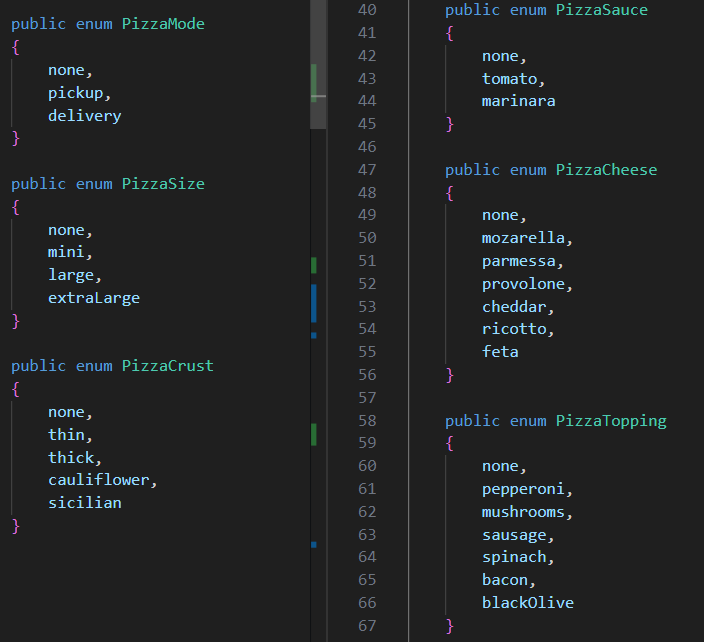 public enum PizzaMode
{
    none,
    pickup,
    delivery
}

public enum PizzaSize
{
    none,
    mini,
    large,
    extraLarge
}

public enum PizzaCrust
{
    none,
    thin,
    thick,
    cauliflower,
    sicilian
}

40 public enum PizzaSauce
41 {
42     none,
43     tomato,
44     marinara
45 }
46
47 public enum PizzaCheese
48 {
49     none,
50     mozarella,
51     parmessa,
52     provolone,
53     cheddar,
54     ricotto,
55     feta
56 }
57
58 public enum PizzaTopping
59 {
60     none,
61     pepperoni,
62     mushrooms,
63     sausage,
64     spinach,
65     bacon,
66     blackOlive
67 }